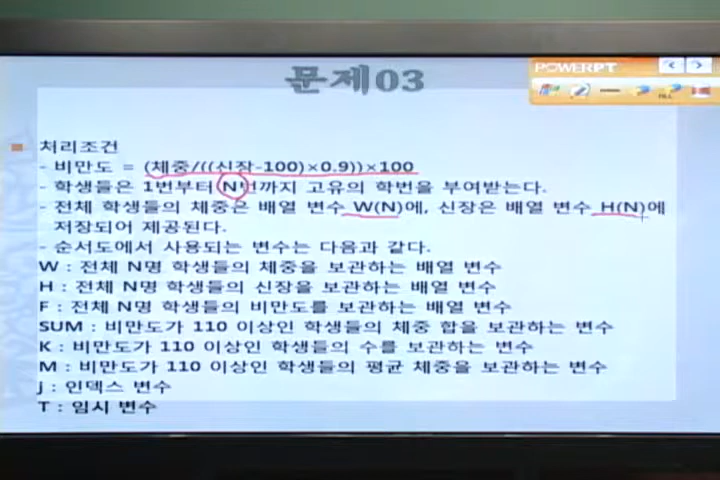 문제03
POWERPT
처리조건
- 비만도 = (체중/((신장-100)×0.9))×100
- 학생들은 1번부터 N번까지 고유의 학번을 부여받는다.
- 전체 학생들의 체중은 배열 변수 W(N)에, 신장은 배열 변수 H(N)에
저장되어 제공된다.
- 순서도에서 사용되는 변수는 다음과 같다.
W : 전체 N명 학생들의 체중을 보관하는 배열 변수
H : 전체 N명 학생들의 신장을 보관하는 배열 변수
F : 전체 N명 학생들의 비만도를 보관하는 배열 변수
SUM : 비만도가 110 이상인 학생들의 체중 합을 보관하는 변수
K : 비만도가 110 이상인 학생들의 수를 보관하는 변수
M : 비만도가 110 이상인 학생들의 평균 체중을 보관하는 변수
j : 인덱스 변수
T : 임시 변수